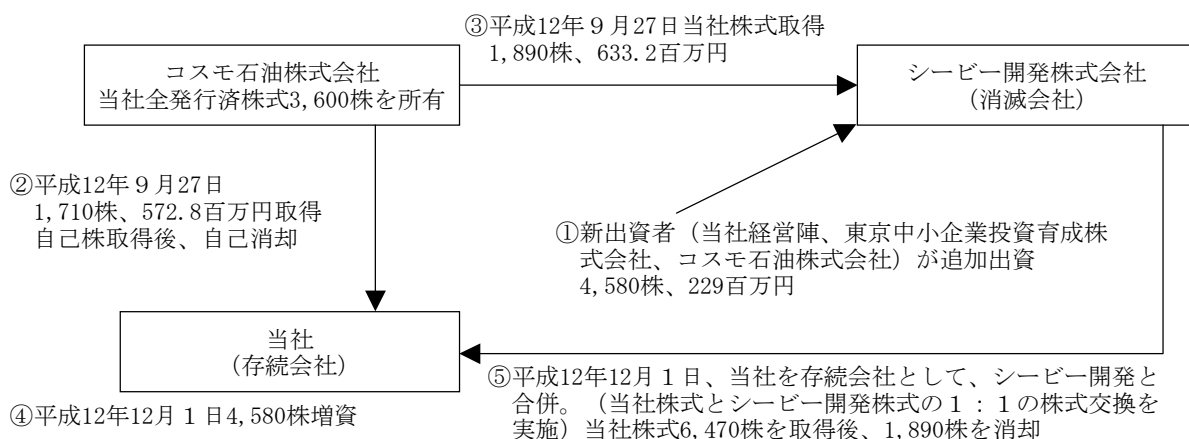 ③平成12年９月27日当社株式取得
1,890株、633.2百万円
コスモ石油株式会社
当社全発行済株式3,600株を所有
シービー開発株式会社
(消滅会社)
②平成12年９月27日
1,710株、572.8百万円取得
自己株取得後、自己消却
①新出資者（当社経営陣、東京中小企業投資育成株
式会社、コスモ石油株式会社）が追加出資
4,580株、229百万円
当社
(存続会社)
④平成12年12月１日4,580株増資
⑤平成12年12月１日、当社を存続会社として、シービー開発と
合併。（当社株式とシービー開発株式の１：１の株式交換を
実施）当社株式6,470株を取得後、1,890株を消却